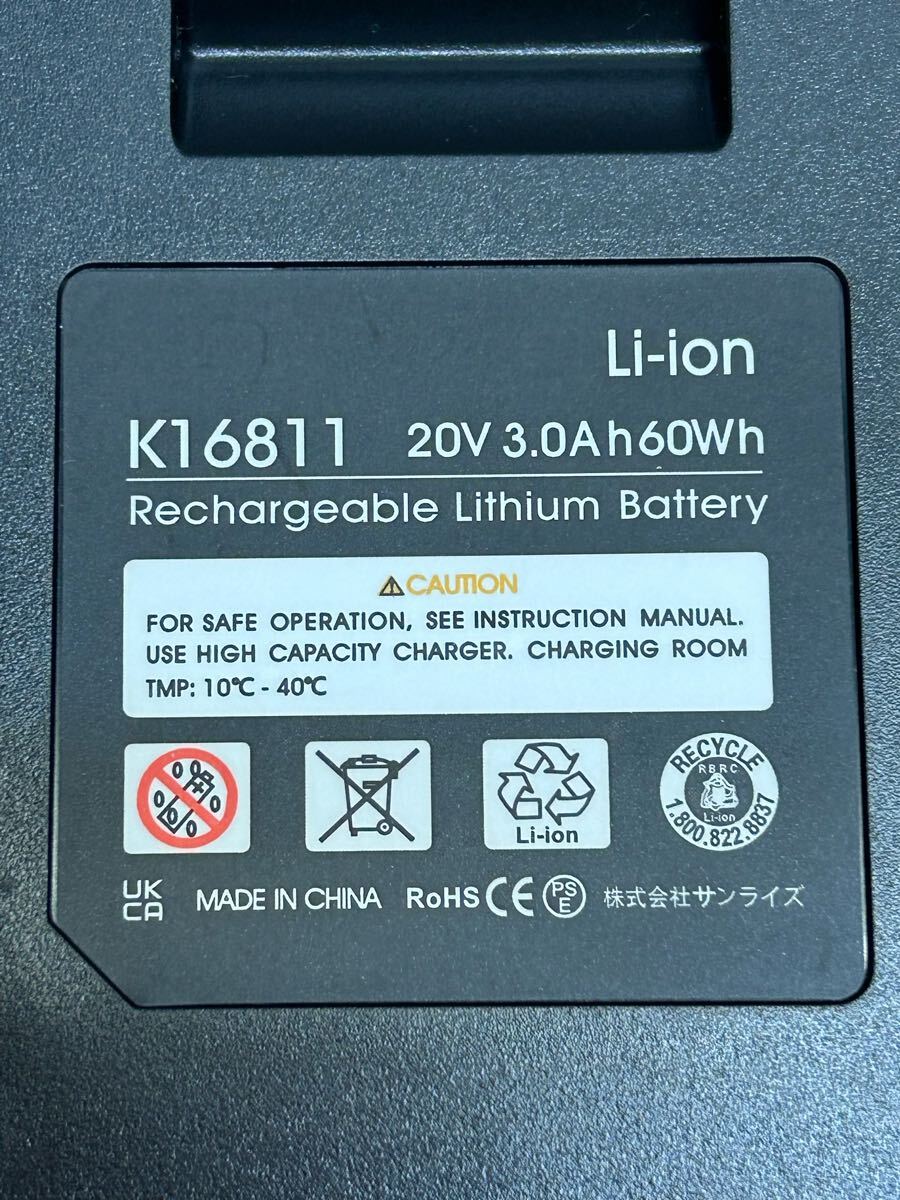 Li-ion
K16811 20V 3.0Ah60Wh
Rechargeable Lithium Battery
CAUTION
FOR SAFE OPERATION, SEE INSTRUCTION MANUAL.
USE HIGH CAPACITY CHARGER. CHARGING ROOM
TMP: 10℃ - 40℃
Li-ion
RECYCLE
RBRC
Li-ion
1.800.822.8837
UK
CA
MADE IN CHINA RoHS CE PS
E 株式会社サンライズ